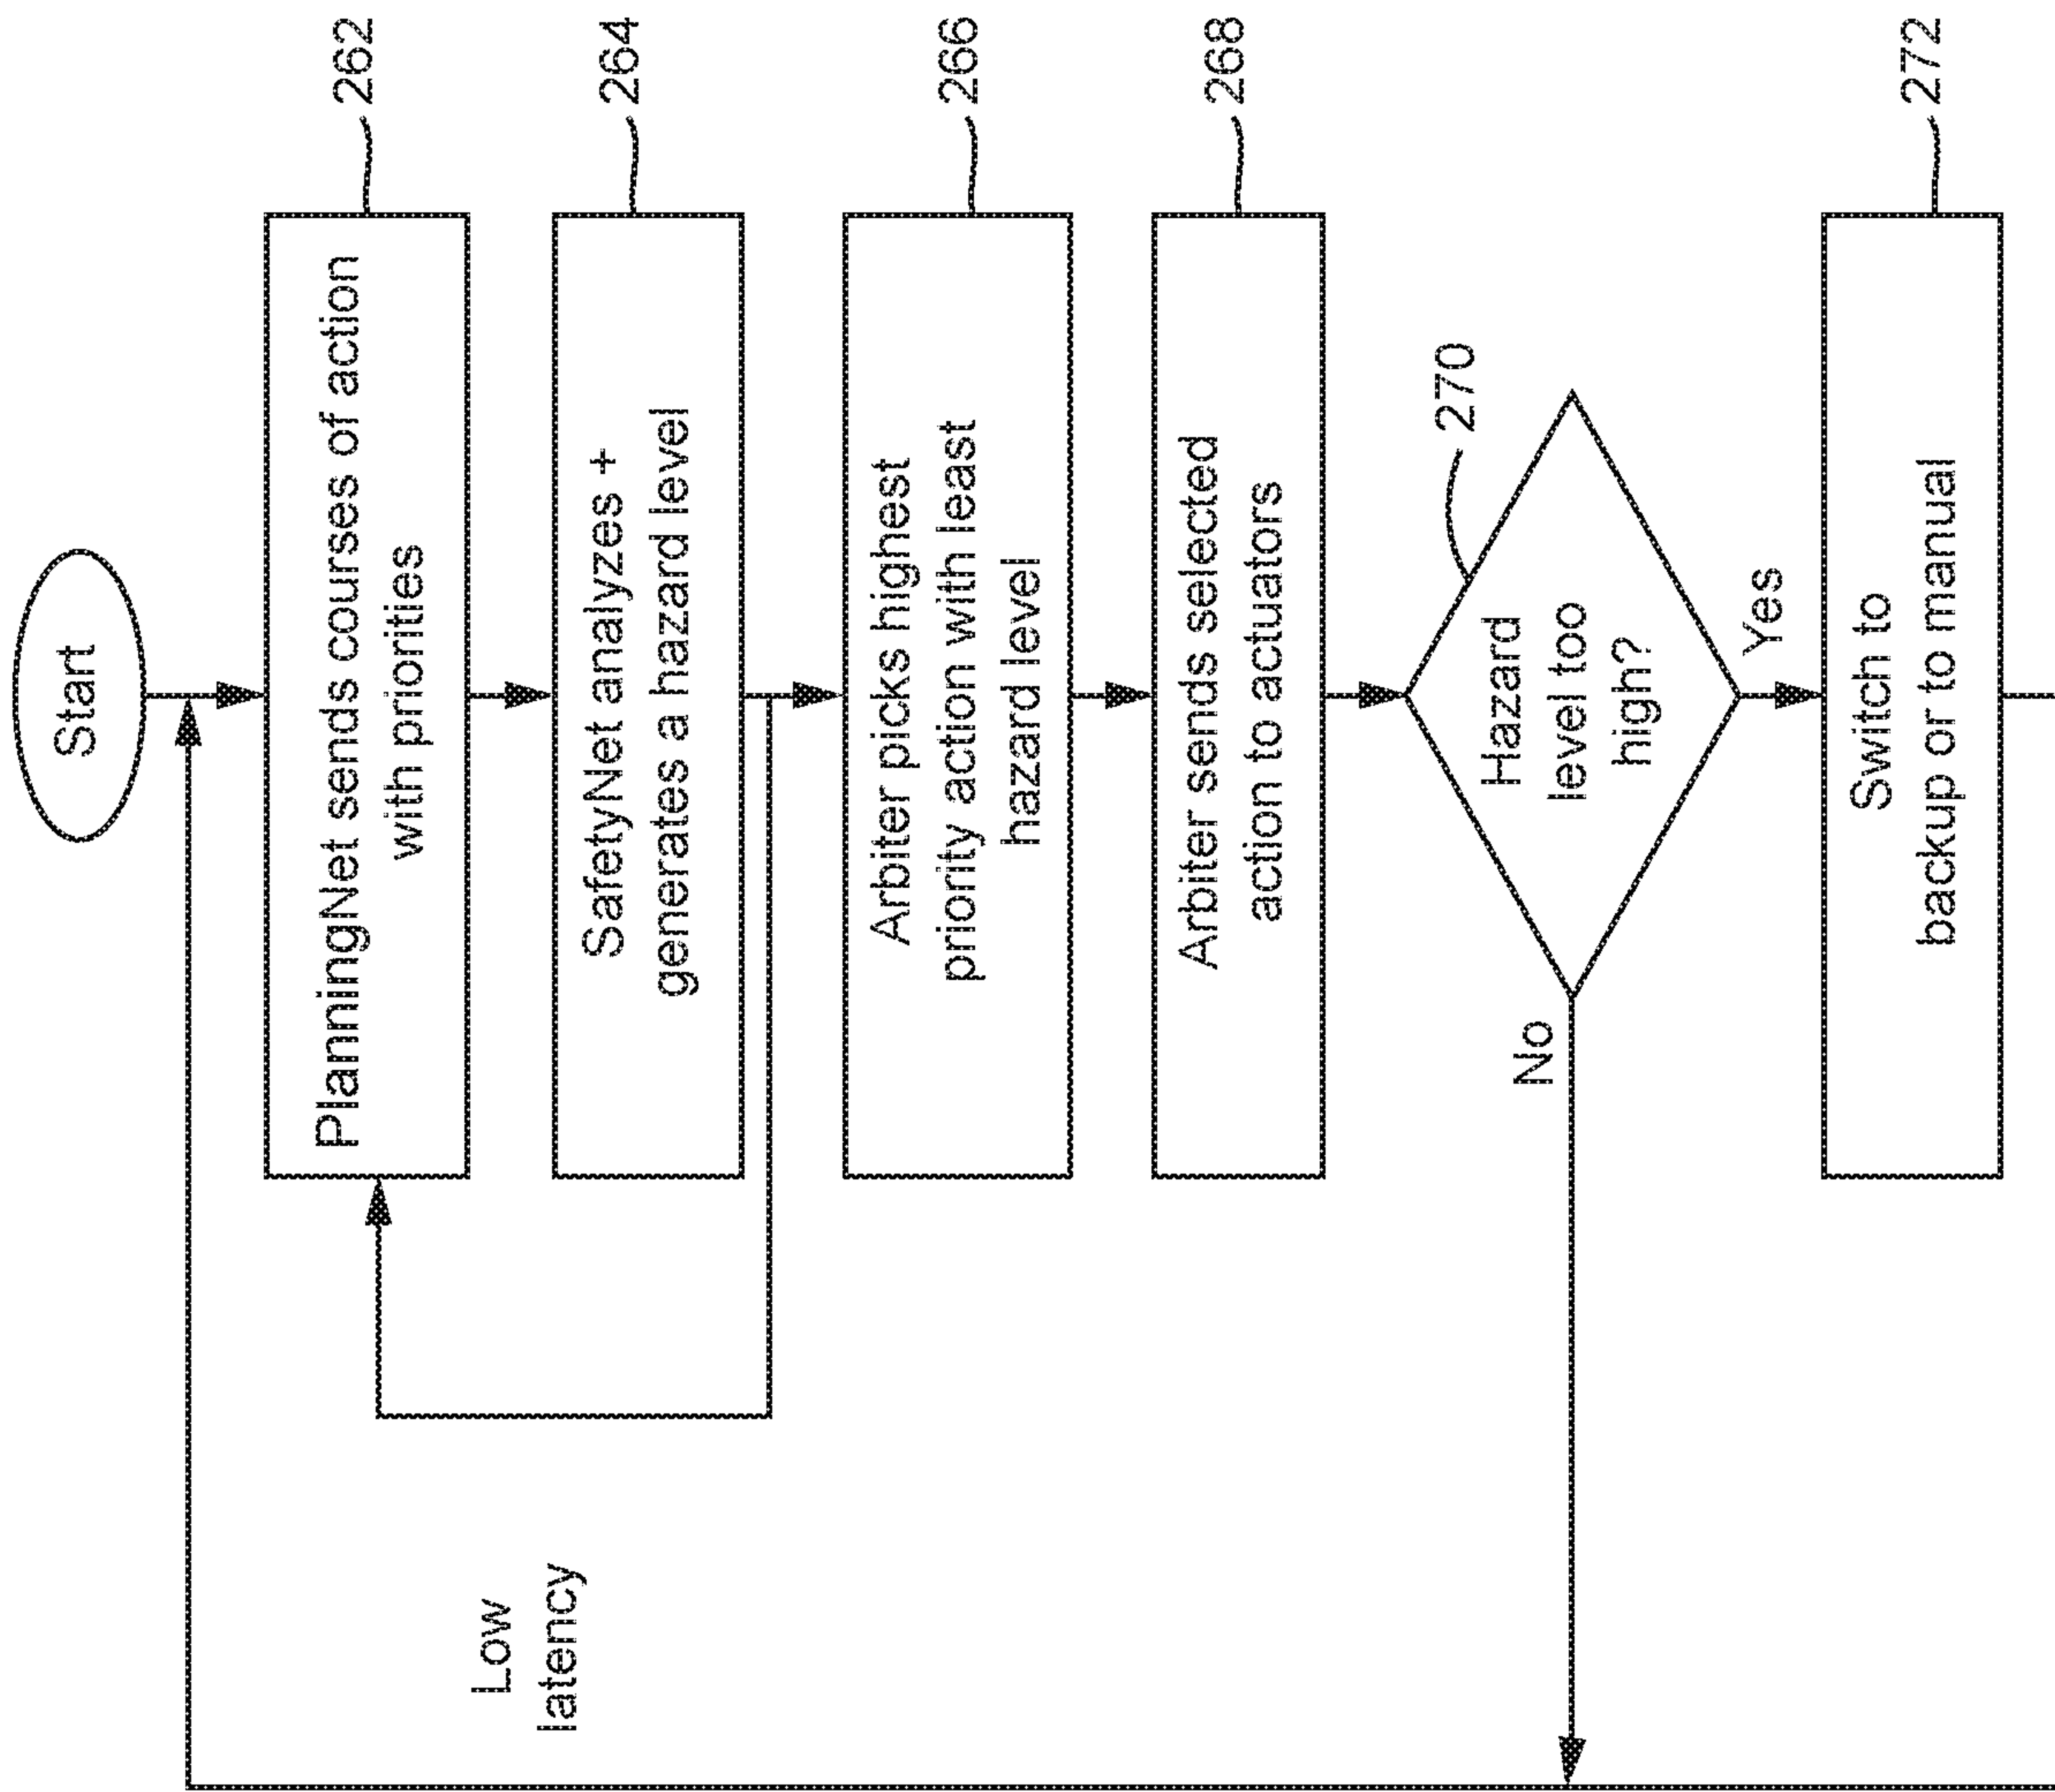 Start
PlanningNet sends courses of action
with priorities
262
SafetyNet analyzes +
generates a hazard level
264
Low
latency
Arbiter picks highest
priority action with least
hazard level
266
Arbiter sends selected
action to actuators
268
Hazard
level too
high?
270
No
Yes
Switch to
backup or to manual
272